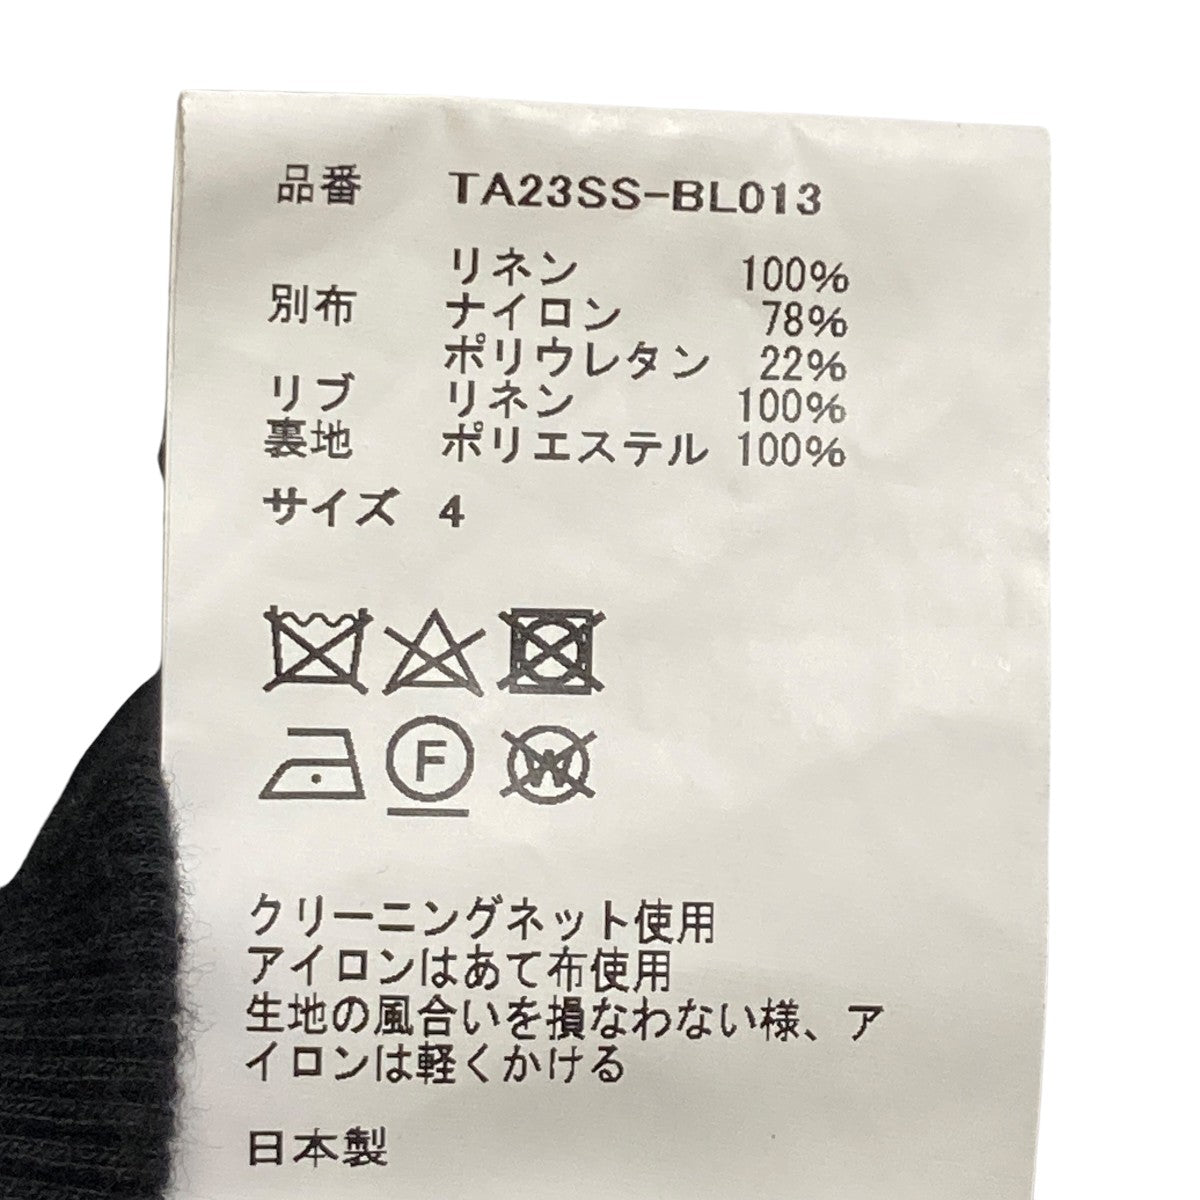 品番 TA23SS-BL013
リネン 100%
別布 ナイロン 78%
ポリウレタン 22%
リブ リネン 100%
裏地 ポリエステル 100%
サイズ 4
F W
クリーニングネット使用
アイロンはあて布使用
生地の風合いを損なわない様、ア
イロンは軽くかける
日本製